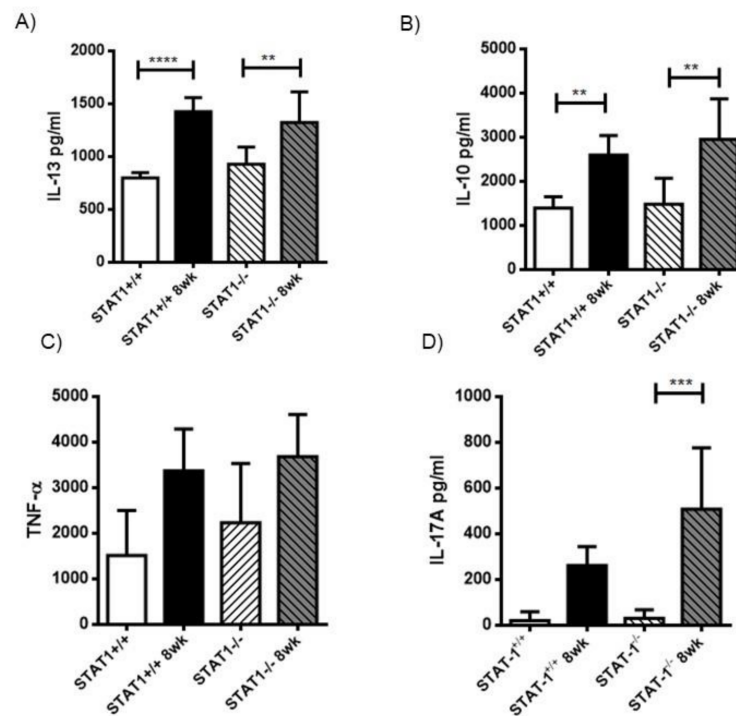 A)
2000
1500
1000
500
0
IL-13 pg/ml
****
**
STAT1+/+
STAT1+/+ 8wk
STAT1-/-
STAT1-/- 8wk
B)
5000
4000
3000
2000
1000
0
IL-10 pg/ml
**
**
STAT1+/+
STAT1+/+ 8wk
STAT1-/-
STAT1-/- 8wk
C)
5000
4000
3000
2000
1000
0
TNF-α
STAT1+/+
STAT1+/+ 8wk
STAT1-/-
STAT1-/- 8wk
D)
1000
800
600
400
200
0
IL-17A pg/ml
***
STAT-1+/+
STAT-1+/+ 8wk
STAT-1-/-
STAT-1-/- 8wk